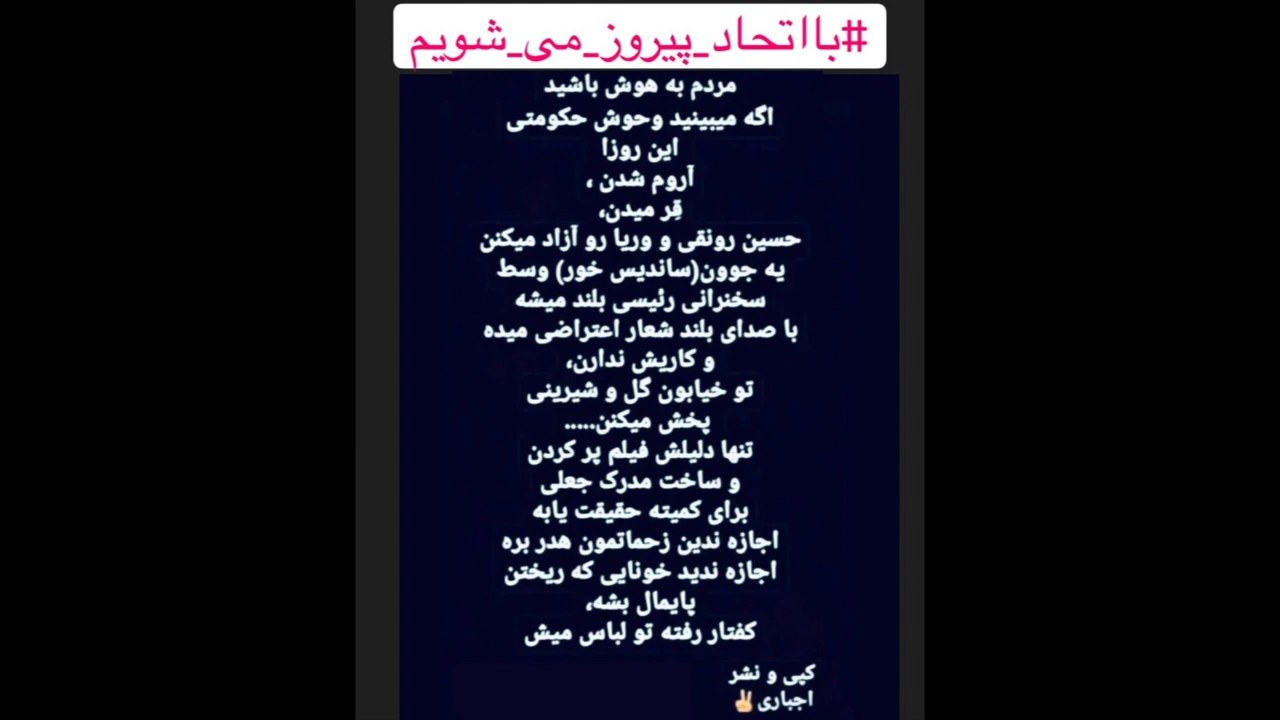 #بااتحاد_پیروز_می_شویم
مردم به هوش باشید
اگه میبینید وحوش حکومتی
این روزا
آروم شدن ،
قِر میدن،
حسین رونقی و وریا رو آزاد میکنن
یه جوون(ساندیس خور) وسط
سخنرانی رئیسی بلند میشه
با صدای بلند شعار اعتراضی میده
و کاریش ندارن،
تو خیابون گل و شیرینی
پخش میکنن.....
تنها دلیلش فیلم پر کردن
و ساخت مدرک جعلی
برای کمیته حقیقت یابه
اجازه ندین زحماتمون هدر بره
اجازه ندید خونایی که ریختن
پایمال بشه،
کفتار رفته تو لباس میش
کپی و نشر
اجباری✌🏼